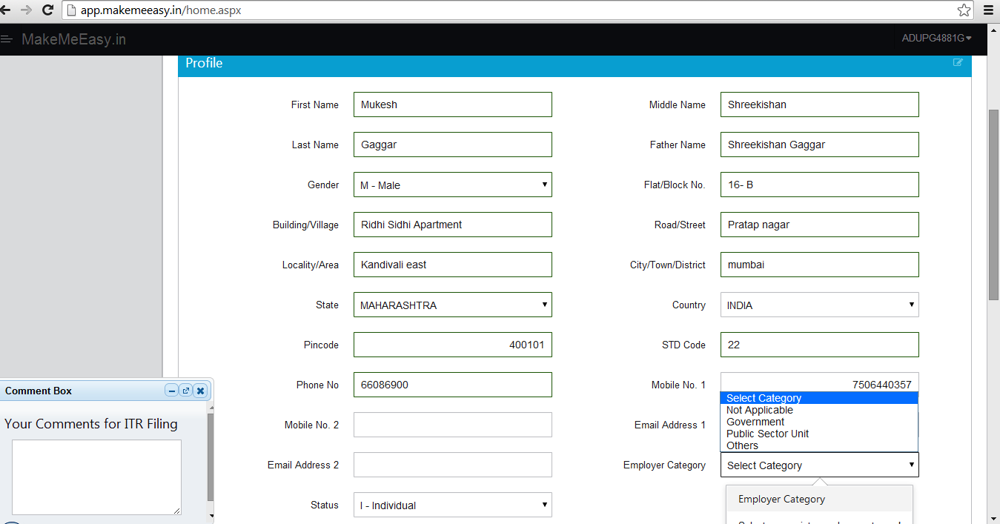 app.makemeeasy.in/home.aspx
MakeMeEasy.in
ADUPG4881G
Profile
First Name Mukesh Middle Name Shreekishan
Last Name Gaggar Father Name Shreekishan Gaggar
Gender M - Male Flat/Block No. 16- B
Building/Village Ridhi Sidhi Apartment Road/Street Pratap nagar
Locality/Area Kandivali east City/Town/District mumbai
State MAHARASHTRA Country INDIA
Pincode 400101 STD Code 22
Phone No 66086900 Mobile No. 1 7506440357
Mobile No. 2 Email Address 1
Select Category
Not Applicable
Government
Public Sector Unit
Others
Email Address 2 Employer Category Select Category
Status I - Individual
Employer Category
Comment Box
Your Comments for ITR Filing